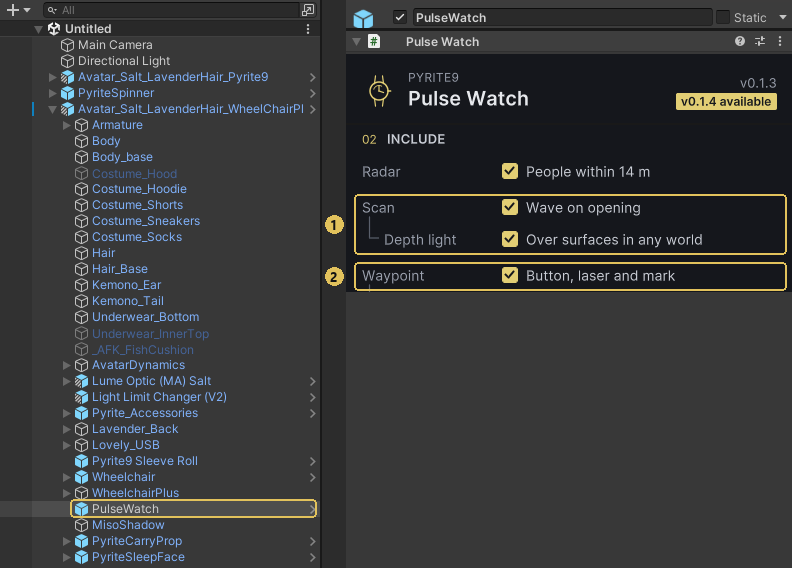 All
Untitled
Main Camera
Directional Light
Avatar_Salt_LavenderHair_Pyrite9
PyriteSpinner
Avatar_Salt_LavenderHair_WheelChairPl
Armature
Body
Body_base
Costume_Hood
Costume_Hoodie
Costume_Shorts
Costume_Sneakers
Costume_Socks
Hair
Hair_Base
Kemono_Ear
Kemono_Tail
Underwear_Bottom
Underwear_InnerTop
_AFK_FishCushion
AvatarDynamics
Lume Optic (MA) Salt
Light Limit Changer (V2)
Pyrite_Accessories
Lavender_Back
Lovely_USB
Pyrite9 Sleeve Roll
Wheelchair
WheelchairPlus
PulseWatch
MisoShadow
PyriteCarryProp
PyriteSleepFace
PulseWatch Static
# Pulse Watch
PYRITE9 v0.1.3
Pulse Watch v0.1.4 available
02 INCLUDE
Radar People within 14 m
1 Scan Wave on opening
Depth light Over surfaces in any world
2 Waypoint Button, laser and mark